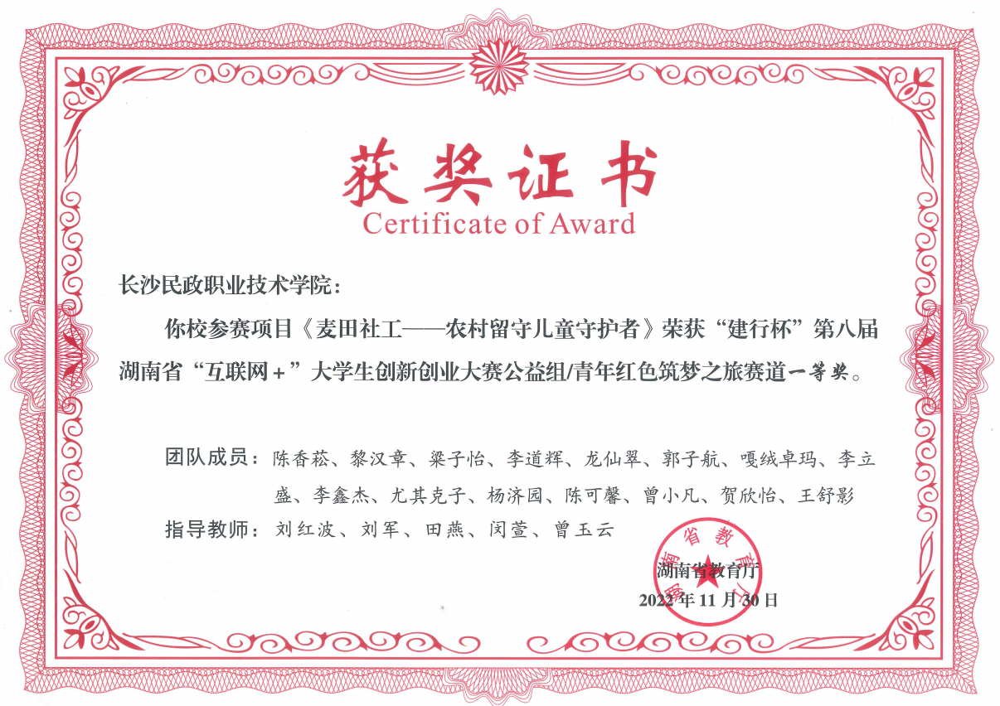 获奖证书
Certificate of Award
长沙民政职业技术学院：
你校参赛项目《麦田社工——农村留守儿童守护者》荣获“建行杯”第八届
湖南省“互联网+”大学生创新创业大赛公益组/青年红色筑梦之旅赛道一等奖。
团队成员：陈香菘、黎汉章、梁子怡、李道辉、龙仙翠、郭子航、嘎绒卓玛、李立
盛、李鑫杰、尤其克子、杨济园、陈可馨、曾小凡、贺欣怡、王舒影
指导教师：刘红波、刘军、田燕、闵萱、曾玉云
湖南省教育厅
湖南省教育厅
2022年11月30日